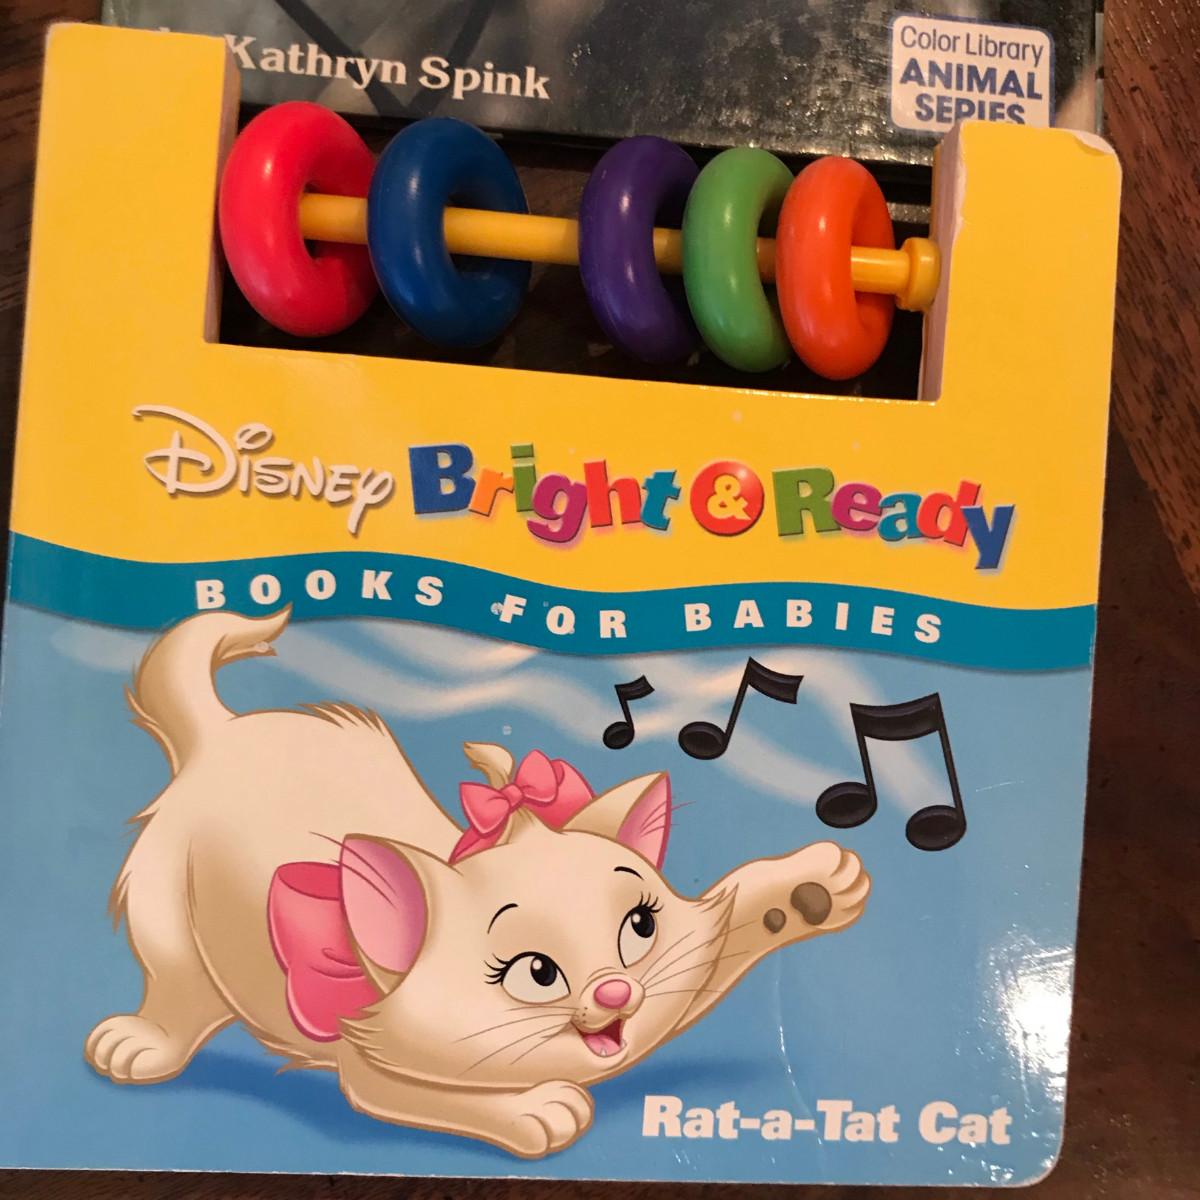 Kathryn Spink
Color Library
ANIMAL
SERIES
Disney Bright & Ready
BOOKS FOR BABIES
Rat-a-Tat Cat